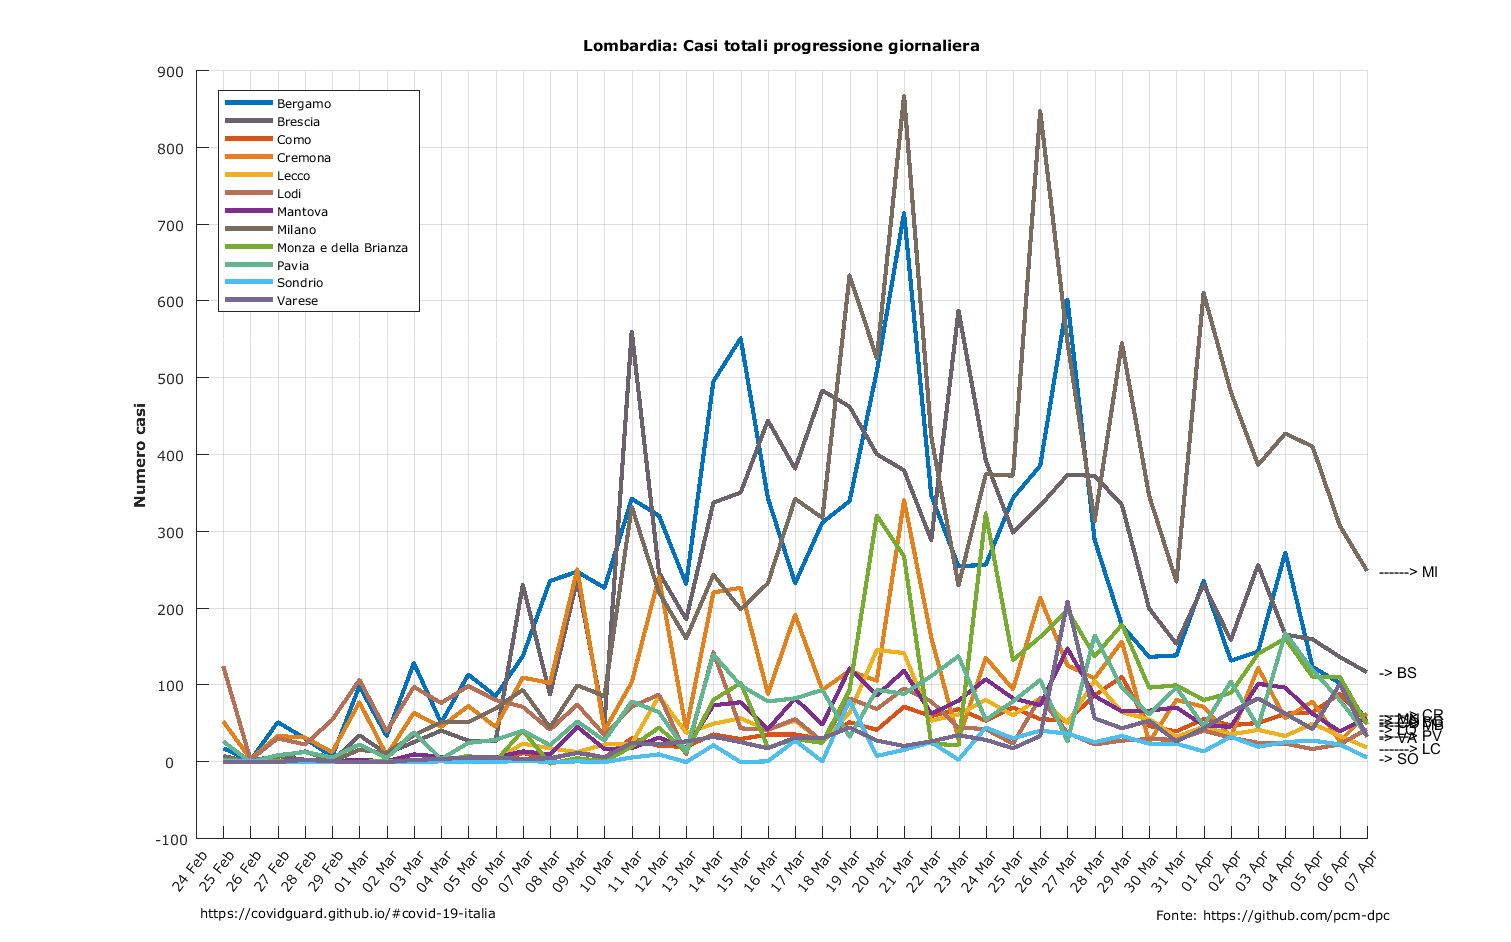 Lombardia: Casi totali progressione giornaliera
900
800
700
600
500
400
300
200
100
0
-100
Numero casi
Bergamo
Brescia
Como
Cremona
Lecco
Lodi
Mantova
Milano
Monza e della Brianza
Pavia
Sondrio
Varese
------> MI
-> BS
------> LC
-> SO
24 Feb
25 Feb
26 Feb
27 Feb
28 Feb
29 Feb
01 Mar
02 Mar
03 Mar
04 Mar
05 Mar
06 Mar
07 Mar
08 Mar
09 Mar
10 Mar
11 Mar
12 Mar
13 Mar
14 Mar
15 Mar
16 Mar
17 Mar
18 Mar
19 Mar
20 Mar
21 Mar
22 Mar
23 Mar
24 Mar
25 Mar
26 Mar
27 Mar
28 Mar
29 Mar
30 Mar
31 Mar
01 Apr
02 Apr
03 Apr
04 Apr
05 Apr
06 Apr
07 Apr
https://covidguard.github.io/#covid-19-italia
Fonte: https://github.com/pcm-dpc